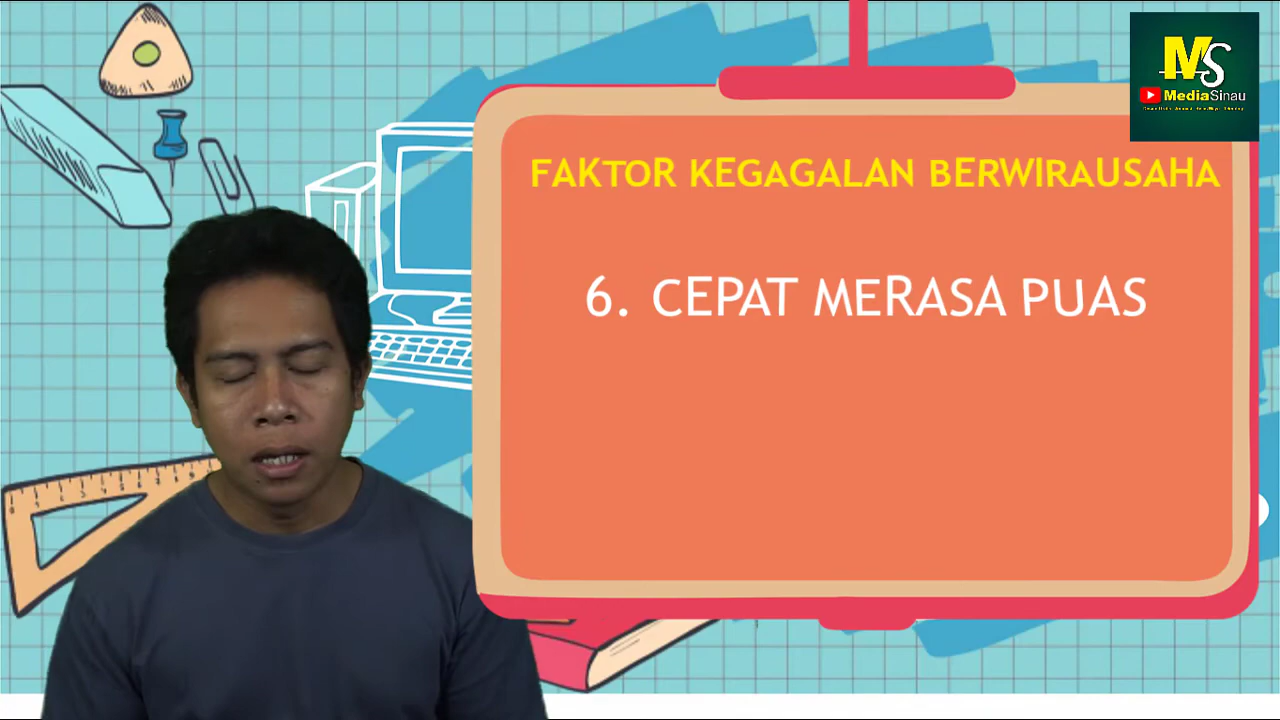 MS
MediaSinau
FAKTOR KEGAGALAN BERWIRAUSAHA
6. CEPAT MERASA PUAS